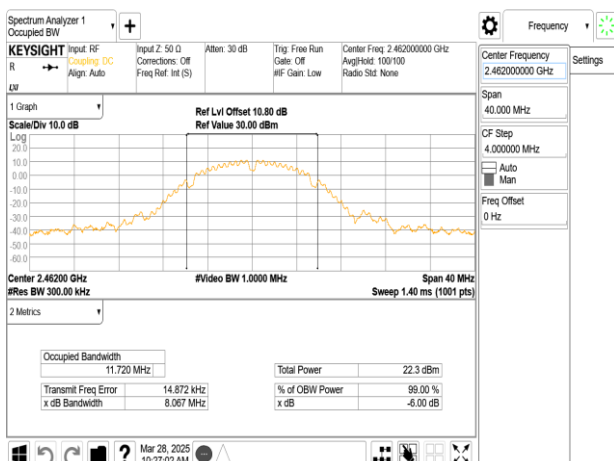 Spectrum Analyzer 1
Occupied BW
Frequency
KEYSIGHT
R
LXI
Input: RF
Coupling: DC
Align: Auto
Input Z: 50 Ω
Corrections: Off
Freq Ref: Int (S)
Atten: 30 dB
Trig: Free Run
Gate: Off
#IF Gain: Low
Center Freq: 2.462000000 GHz
Avg|Hold: 100/100
Radio Std: None
1 Graph
Scale/Div 10.0 dB
Ref Lvl Offset 10.80 dB
Ref Value 30.00 dBm
Log
20.0
10.0
0.00
-10.0
-20.0
-30.0
-40.0
-50.0
-60.0
Center 2.46200 GHz
#Res BW 300.00 kHz
#Video BW 1.0000 MHz
Span 40 MHz
Sweep 1.40 ms (1001 pts)
2 Metrics
Occupied Bandwidth
11.720 MHz
Transmit Freq Error 14.872 kHz
x dB Bandwidth 8.067 MHz
Total Power 22.3 dBm
% of OBW Power 99.00 %
x dB -6.00 dB
Center Frequency
2.462000000 GHz
Span
40.000 MHz
CF Step
4.000000 MHz
Auto
Man
Freq Offset
0 Hz
Settings
?
Mar 28, 2025
10:27:02 AM